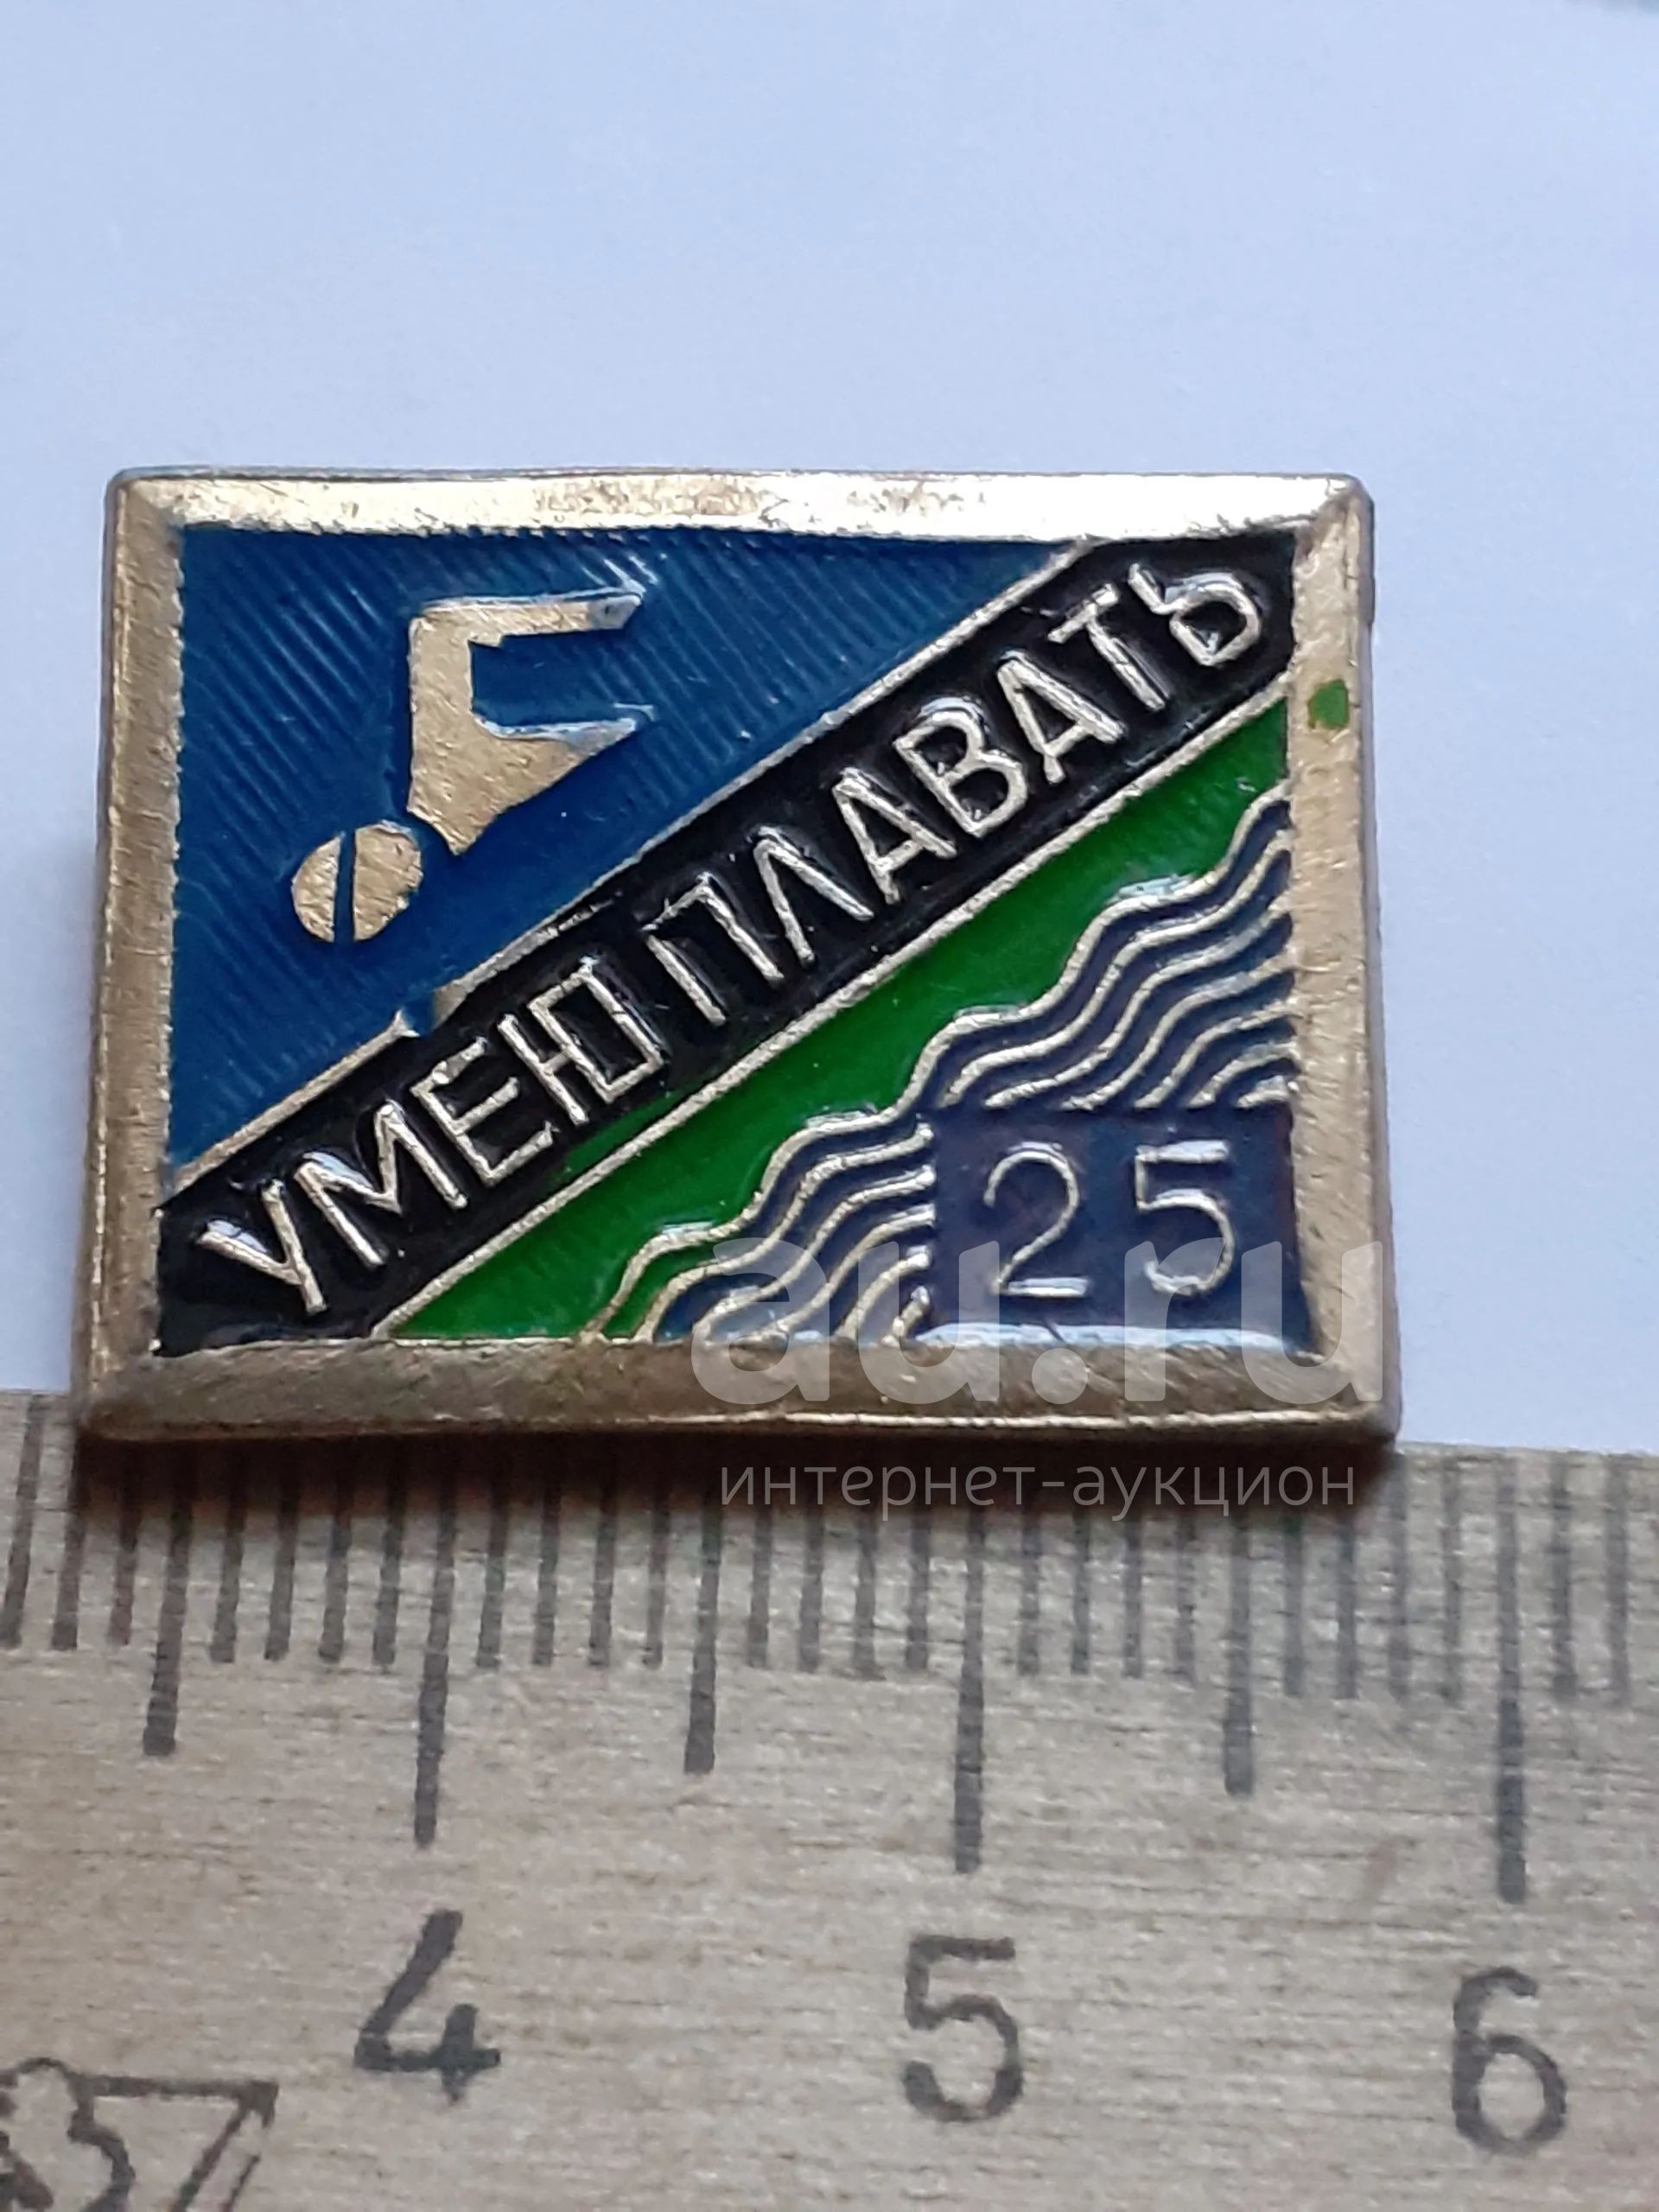 УМЕЮ ПЛАВАТЬ
25
au.ru
интернет-аукцион
4 5 6